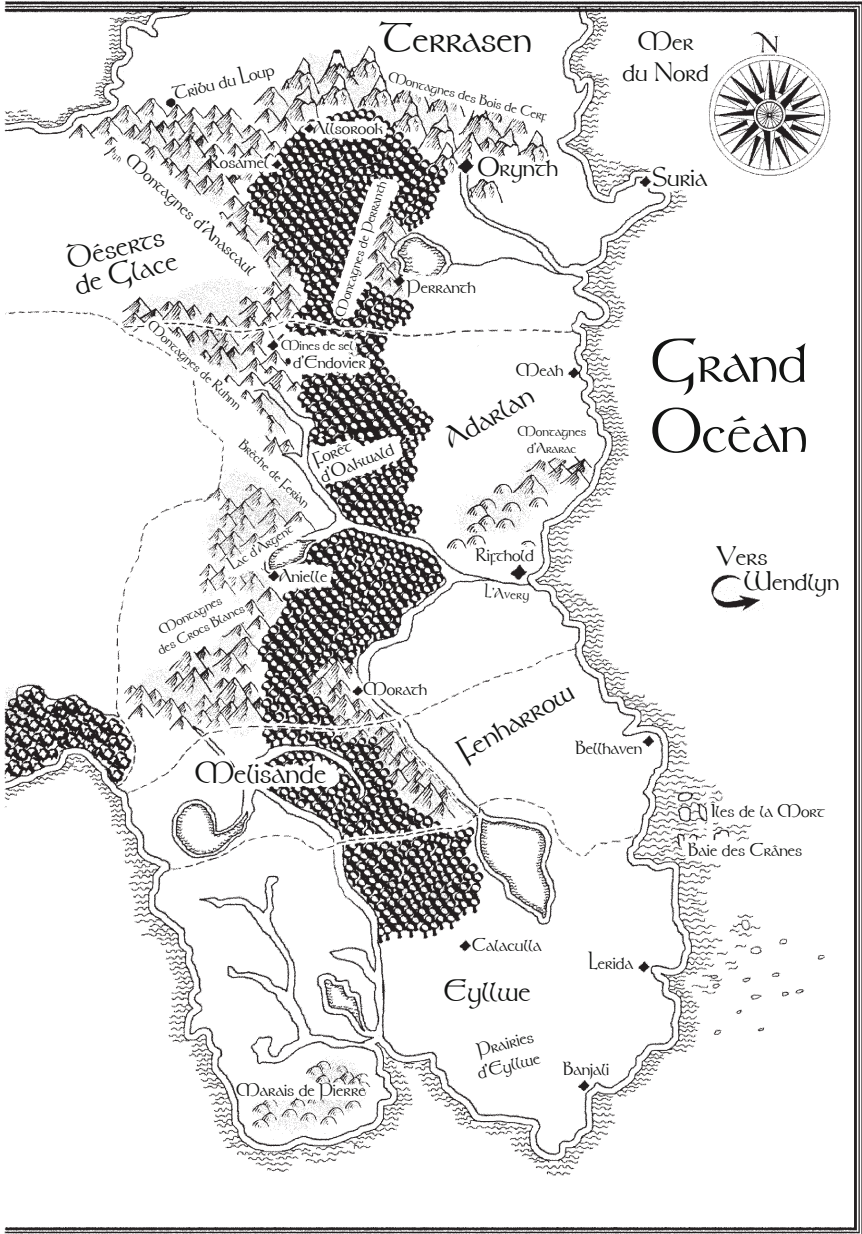 Terrasen
Mer
du Nord
N
Tribu du Loup
Montagnes des Bois de Cerf
Allsbrook
Rosamel
Orynth
Suria
Montagnes d'Anascaul
Montagnes de Perranth
Déserts
de Glace
Perranth
Mines de sel
d'Endovier
Montagnes de Ruhnn
Meah
Grand
Océan
Adarlan
Montagnes
d'Ararac
Forêt
d'Oakwald
Brèche de Ferian
Lac d'Argent
Anielle
Rifthold
L'Avery
Vers
Wendlyn
Montagnes
des Crocs Blancs
Morath
Fenharrow
Bellhaven
Melisande
Îles de la Mort
Baie des Crânes
Calaculla
Lerida
Eyllwe
Prairies
d'Eyllwe
Banjali
Marais de Pierre